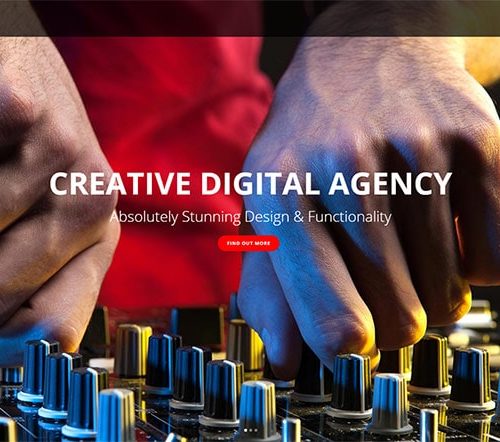 CREATIVE DIGITAL AGENCY
Absolutely Stunning Design & Functionality
FIND OUT MORE